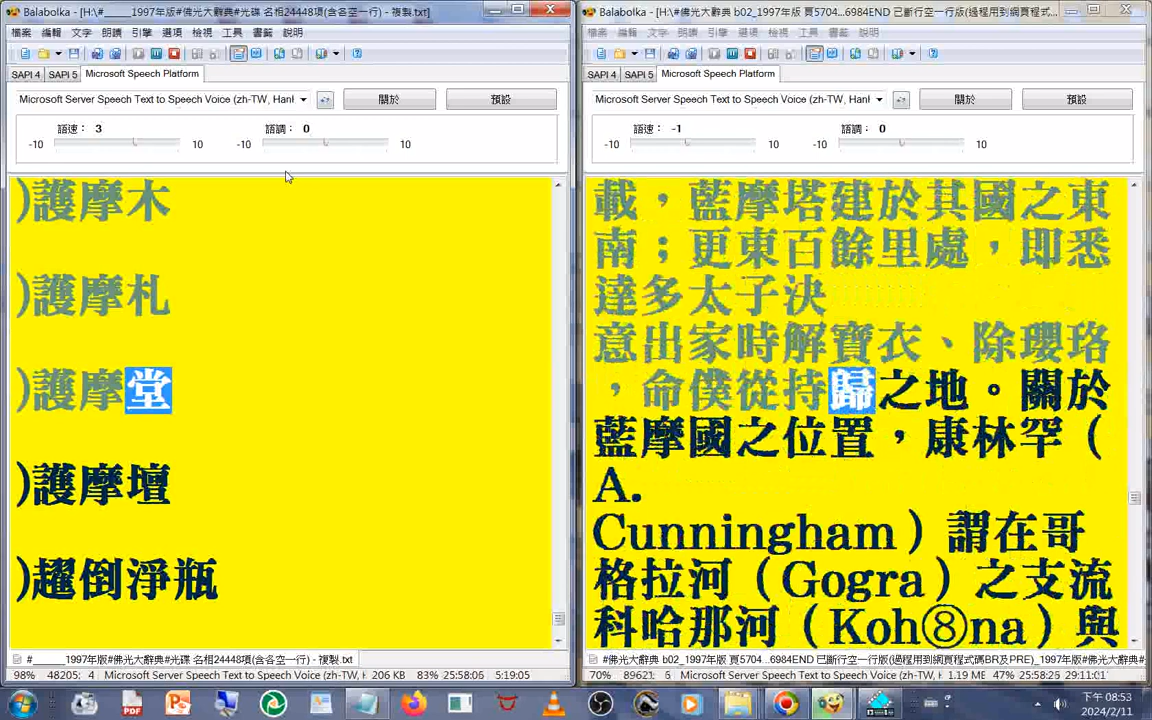 Balabolka - [H:\#_____1997年版#佛光大辭典#光碟 名相24448項(含各空一行) - 複製.txt]
檔案 編輯 文字 朗讀 引擎 選項 檢視 工具 書籤 說明
SAPI 4 SAPI 5 Microsoft Speech Platform
Microsoft Server Speech Text to Speech Voice (zh-TW, Hanl
關於 預設
語速： 3 語調： 0
-10 10 -10 10
)護摩木
)護摩札
)護摩堂
)護摩壇
)趯倒淨瓶
#_____1997年版#佛光大辭典#光碟 名相24448項(含各空一行) - 複製.txt
98% 48205: 4 Microsoft Server Speech Text to Speech Voice (zh-TW, H 206 KB 83% 25:58:06 5:19:05
Balabolka - [H:\#佛光大辭典 b02_1997年版 頁5704...6984END 已斷行空一行版(過程用到網頁程式...
檔案 編輯 文字 朗讀 引擎 選項 檢視 工具 書籤 說明
SAPI 4 SAPI 5 Microsoft Speech Platform
Microsoft Server Speech Text to Speech Voice (zh-TW, Hanl
關於 預設
語速： -1 語調： 0
-10 10 -10 10
載，藍摩塔建於其國之東
南；更東百餘里處，即悉
達多太子決
意出家時解寶衣、除瓔珞
，命僕從持歸之地。關於
藍摩國之位置，康林罕（
A.
Cunningham）謂在哥
格拉河（Gogra）之支流
科哈那河（Koh⑧na）與
#佛光大辭典 b02_1997年版 頁5704...6984END 已斷行空一行版(過程用到網頁程式碼BR及PRE)_1997年版#
70% 89621: Microsoft Server Speech Text to Speech Voice (zh-TW, H 1.19 MB 47% 25:58:28 29:11:01
下午 08:53
2024/2/11